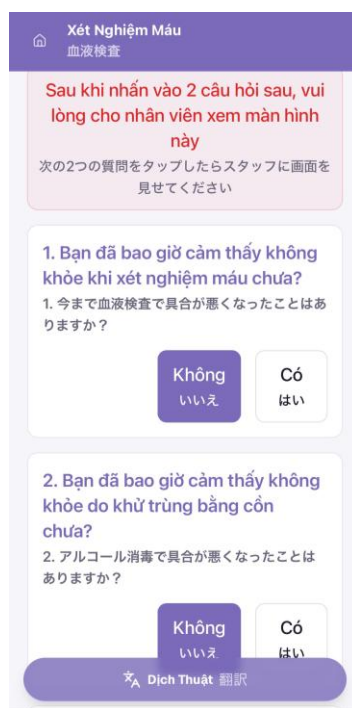 Xét Nghiệm Máu
血液検査
Sau khi nhấn vào 2 câu hỏi sau, vui
lòng cho nhân viên xem màn hình
này
次の2つの質問をタップしたらスタッフに画面を
見せてください
1. Bạn đã bao giờ cảm thấy không
khỏe khi xét nghiệm máu chưa?
1. 今まで血液検査で具合が悪くなったことはあ
りますか？
Không
いいえ
Có
はい
2. Bạn đã bao giờ cảm thấy không
khỏe do khử trùng bằng cồn
chưa?
2. アルコール消毒で具合が悪くなったことは
ありますか？
Không
いいえ
Có
はい
Dịch Thuật 翻訳